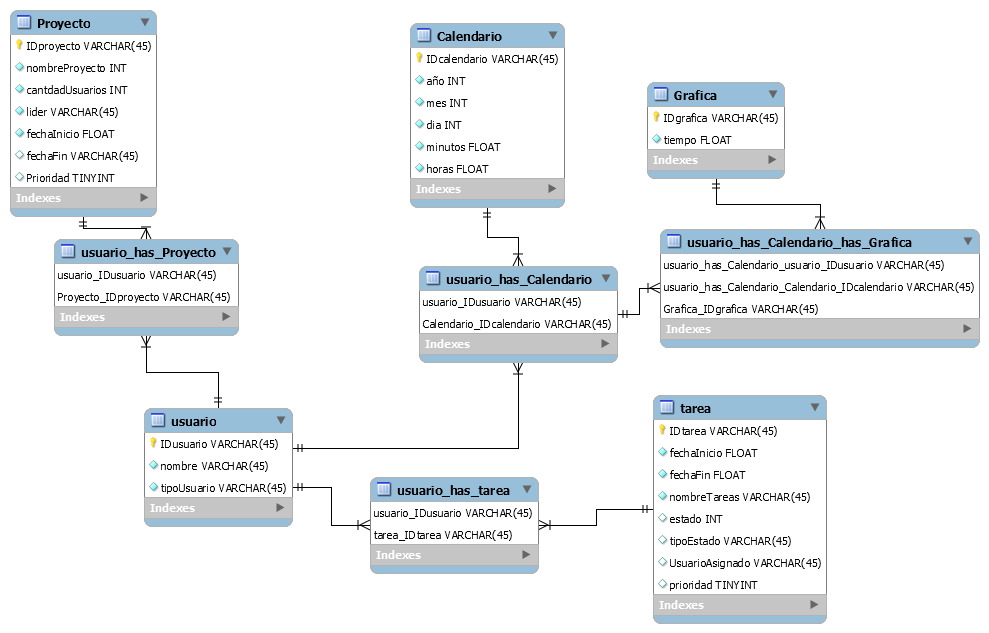 Proyecto
IDproyecto VARCHAR(45)
nombreProyecto INT
cantdadUsuarios INT
lider VARCHAR(45)
fechaInicio FLOAT
fechaFin VARCHAR(45)
Prioridad TINYINT
Indexes
Calendario
IDcalendario VARCHAR(45)
año INT
mes INT
dia INT
minutos FLOAT
horas FLOAT
Indexes
Grafica
IDgrafica VARCHAR(45)
tiempo FLOAT
Indexes
usuario_has_Proyecto
usuario_IDusuario VARCHAR(45)
Proyecto_IDproyecto VARCHAR(45)
Indexes
usuario_has_Calendario
usuario_IDusuario VARCHAR(45)
Calendario_IDcalendario VARCHAR(45)
Indexes
usuario_has_Calendario_has_Grafica
usuario_has_Calendario_usuario_IDusuario VARCHAR(45)
usuario_has_Calendario_Calendario_IDcalendario VARCHAR(45)
Grafica_IDgrafica VARCHAR(45)
Indexes
usuario
IDusuario VARCHAR(45)
nombre VARCHAR(45)
tipoUsuario VARCHAR(45)
Indexes
usuario_has_tarea
usuario_IDusuario VARCHAR(45)
tarea_IDtarea VARCHAR(45)
Indexes
tarea
IDtarea VARCHAR(45)
fechaInicio FLOAT
fechaFin FLOAT
nombreTareas VARCHAR(45)
estado INT
tipoEstado VARCHAR(45)
UsuarioAsignado VARCHAR(45)
prioridad TINYINT
Indexes